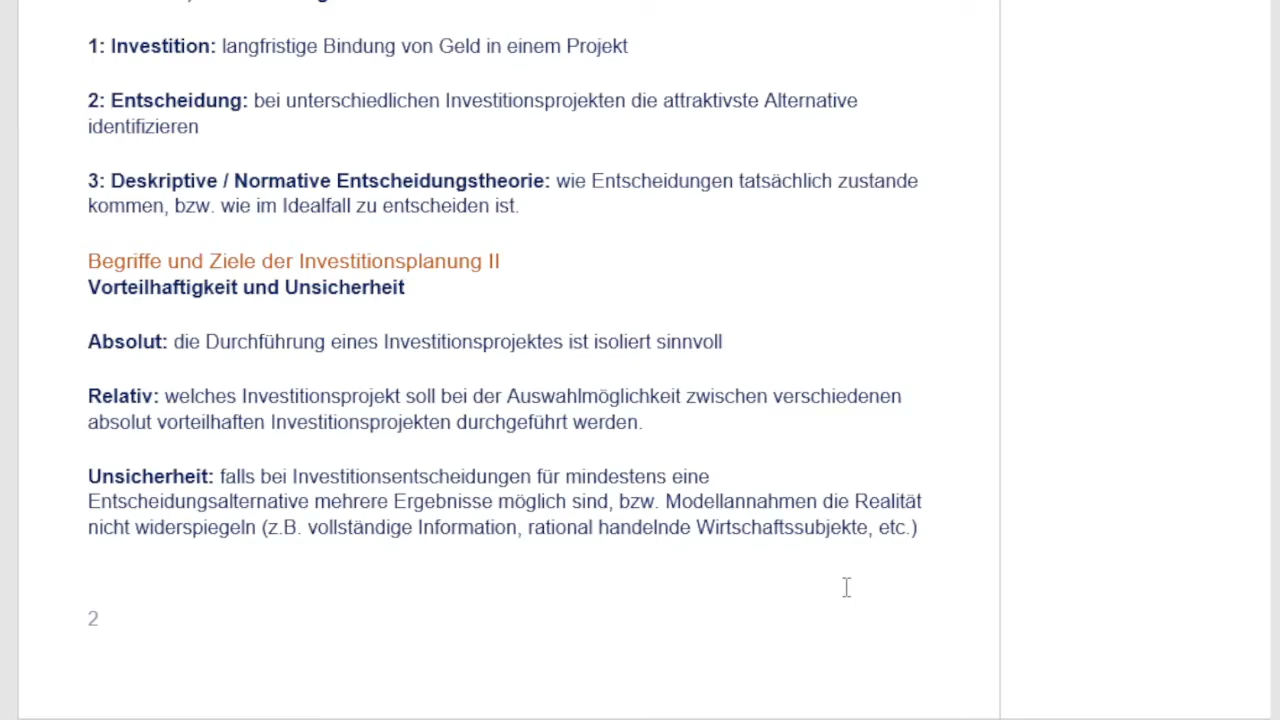 1: Investition: langfristige Bindung von Geld in einem Projekt
2: Entscheidung: bei unterschiedlichen Investitionsprojekten die attraktivste Alternative
identifizieren
3: Deskriptive / Normative Entscheidungstheorie: wie Entscheidungen tatsächlich zustande
kommen, bzw. wie im Idealfall zu entscheiden ist.
Begriffe und Ziele der Investitionsplanung II
Vorteilhaftigkeit und Unsicherheit
Absolut: die Durchführung eines Investitionsprojektes ist isoliert sinnvoll
Relativ: welches Investitionsprojekt soll bei der Auswahlmöglichkeit zwischen verschiedenen
absolut vorteilhaften Investitionsprojekten durchgeführt werden.
Unsicherheit: falls bei Investitionsentscheidungen für mindestens eine
Entscheidungsalternative mehrere Ergebnisse möglich sind, bzw. Modellannahmen die Realität
nicht widerspiegeln (z.B. vollständige Information, rational handelnde Wirtschaftssubjekte, etc.)
2